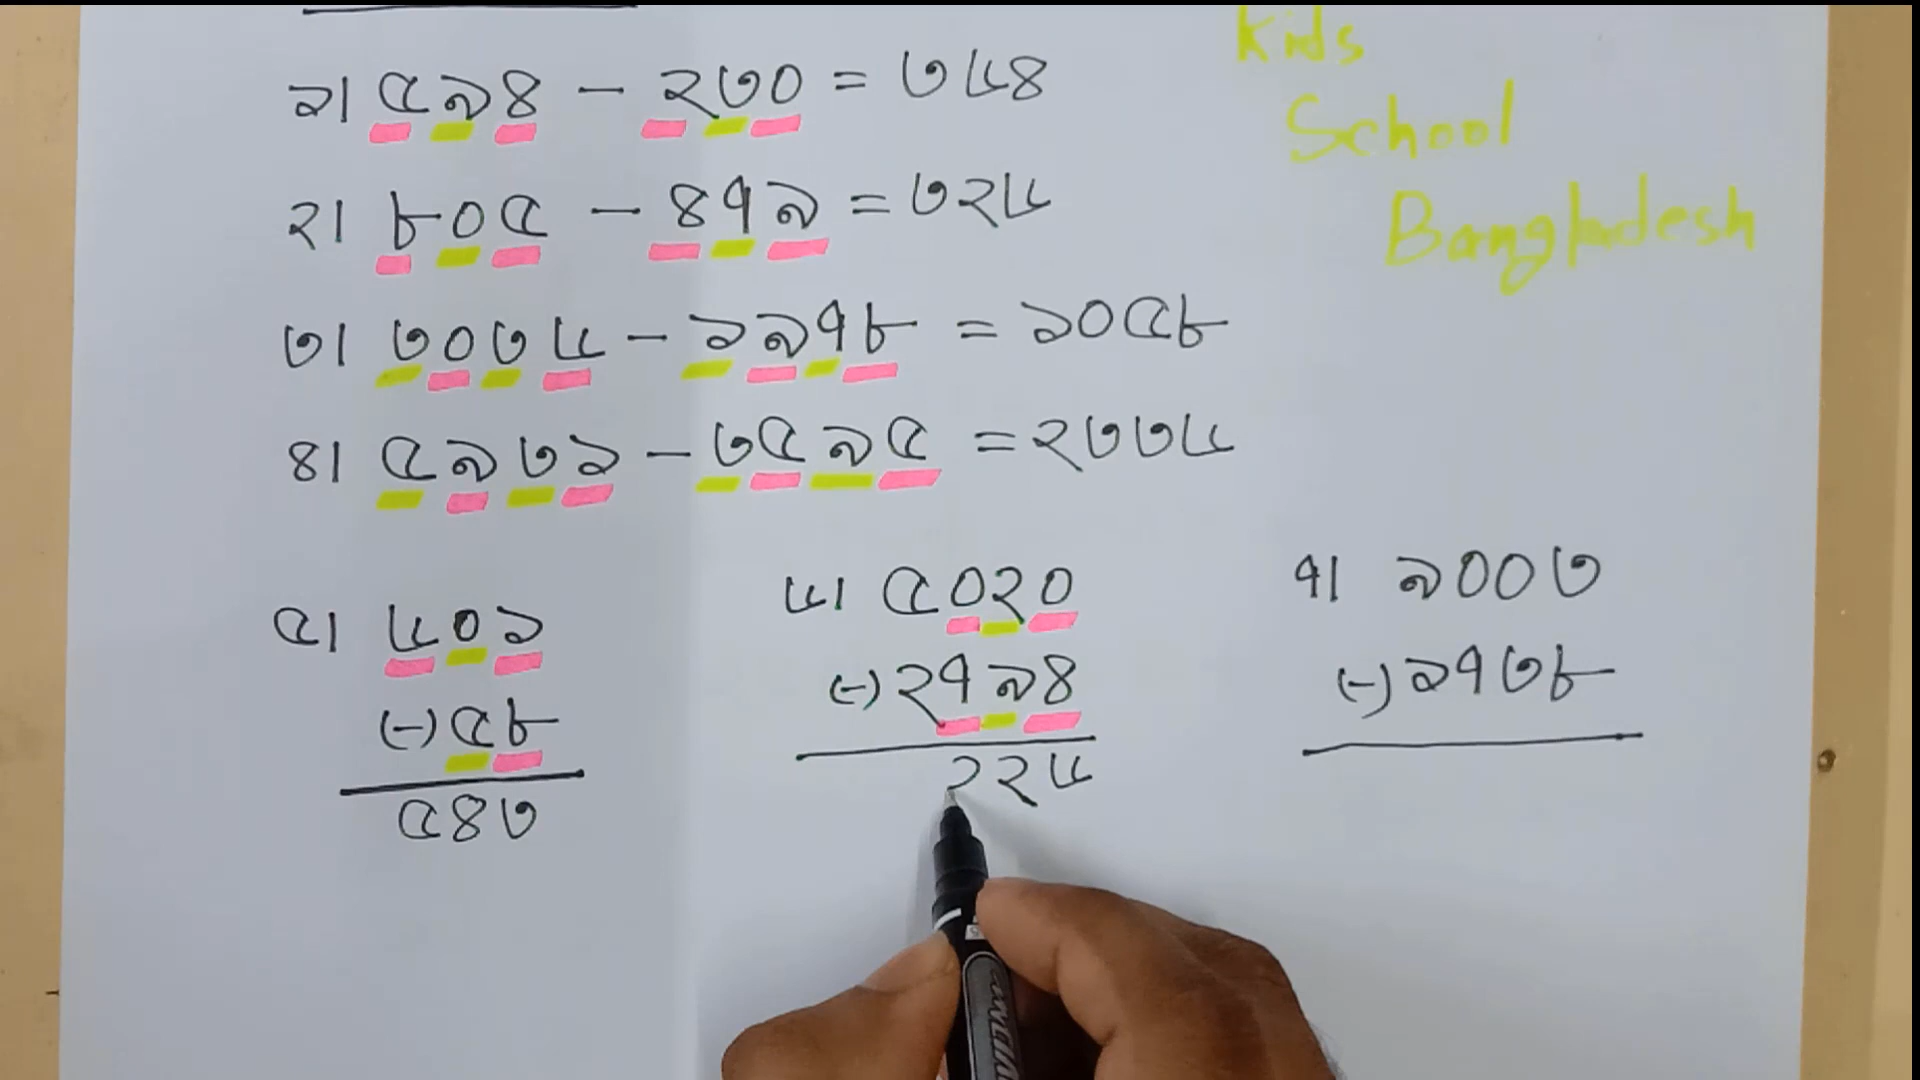 ১। ৫৯৪ − ২৩০ = ৩৬৪
২। ৮০৫ − ৪৭৯ = ৩২৬
৩। ৩০৩৬ − ১৯৭৮ = ১০৫৮
৪। ৫৯৩১ − ৩৫৯৫ = ২৩৩৬
Kids
School
Bangladesh
৫। ৬০১
(−) ৫৮
৫৪৩
৬। ৫০২০
(−) ২৭৯৪
২২৬
৭। ৯০০৩
(−) ১৭৩৮